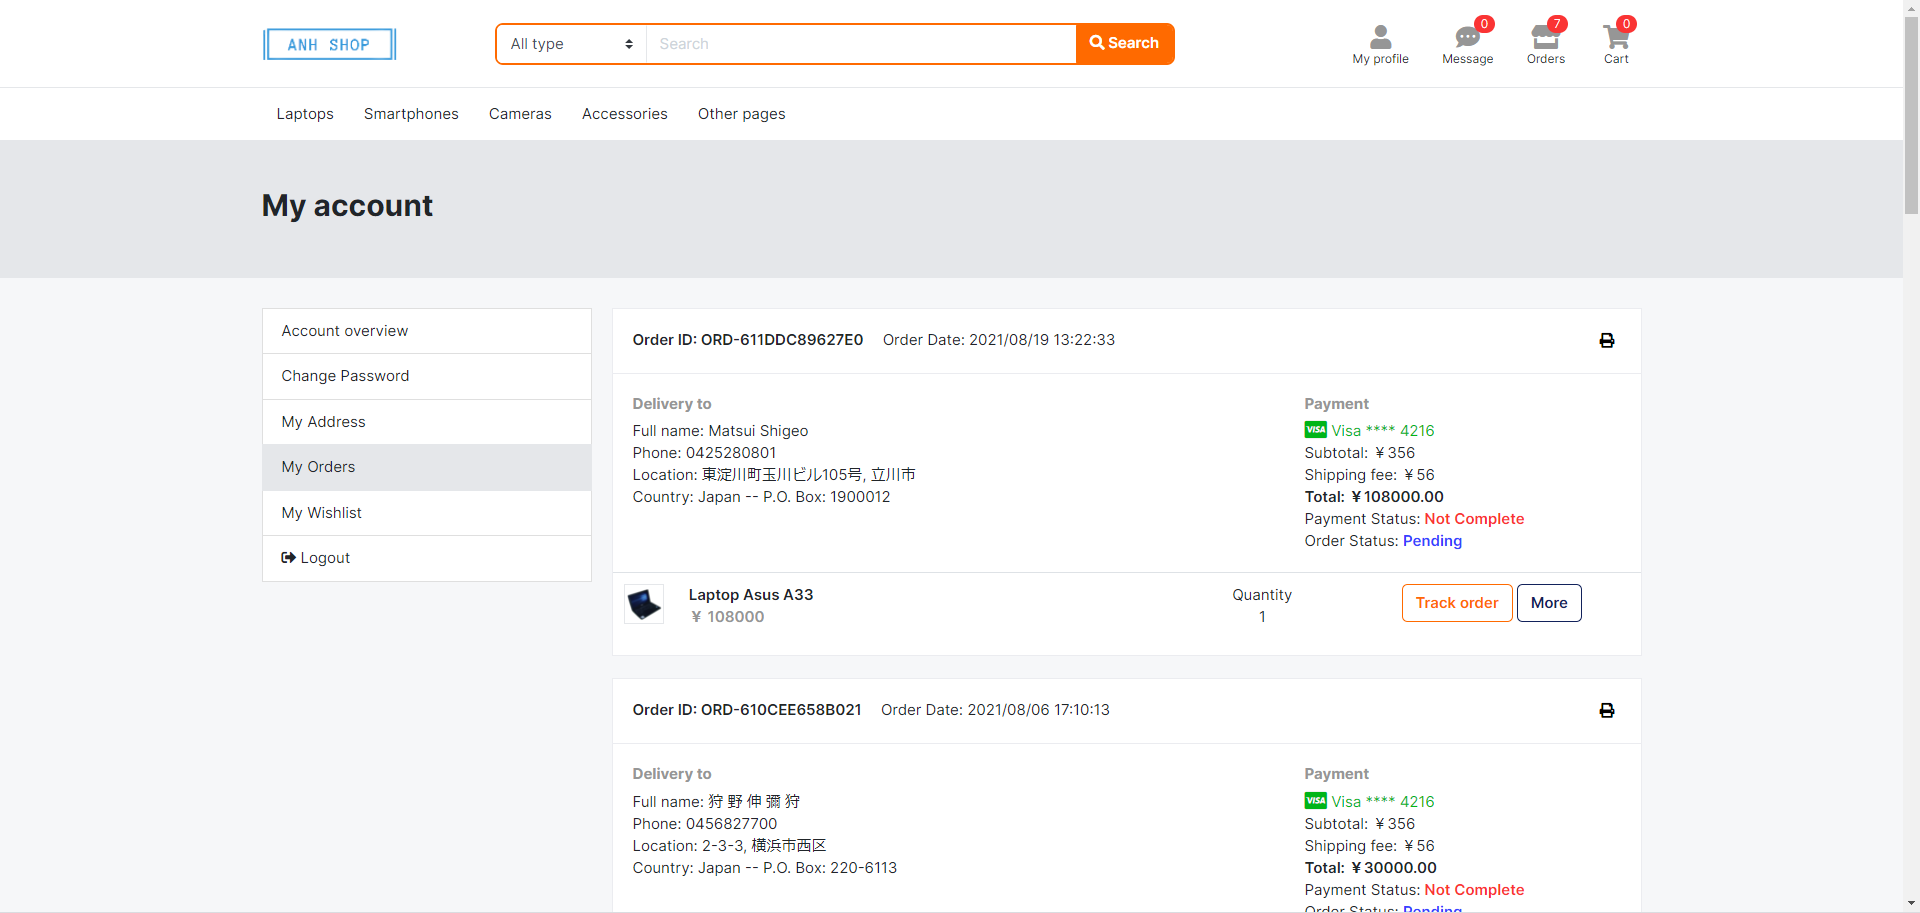 ANH SHOP
All type
Search
Search
My profile
0
Message
7
Orders
0
Cart
Laptops
Smartphones
Cameras
Accessories
Other pages
My account
Account overview
Change Password
My Address
My Orders
My Wishlist
Logout
Order ID: ORD-611DDC89627E0 Order Date: 2021/08/19 13:22:33
Delivery to
Full name: Matsui Shigeo
Phone: 0425280801
Location: 東淀川町玉川ビル105号, 立川市
Country: Japan -- P.O. Box: 1900012
Payment
VISA Visa **** 4216
Subtotal: ￥356
Shipping fee: ￥56
Total: ￥108000.00
Payment Status: Not Complete
Order Status: Pending
Laptop Asus A33
￥ 108000
Quantity
1
Track order
More
Order ID: ORD-610CEE658B021 Order Date: 2021/08/06 17:10:13
Delivery to
Full name: 狩 野 伸 彌 狩
Phone: 0456827700
Location: 2-3-3, 横浜市西区
Country: Japan -- P.O. Box: 220-6113
Payment
VISA Visa **** 4216
Subtotal: ￥356
Shipping fee: ￥56
Total: ￥30000.00
Payment Status: Not Complete
Order Status: Pending